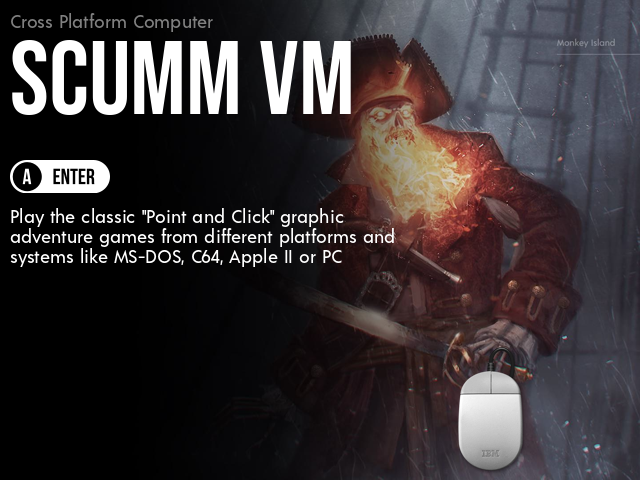 Cross Platform Computer
Monkey Island
SCUMM VM
A ENTER
Play the classic "Point and Click" graphic
adventure games from different platforms and
systems like MS-DOS, C64, Apple II or PC
IBM